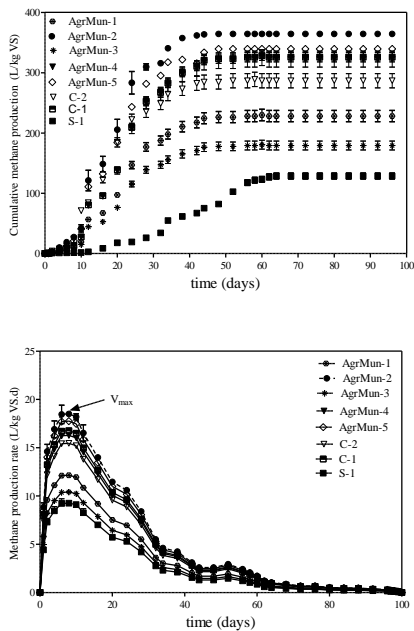 AgrMun-1
AgrMun-2
AgrMun-3
AgrMun-4
AgrMun-5
C-2
C-1
S-1
Cumulative methane production (L/kg VS)
400
300
200
100
0
0 10 20 30 40 50 60 70 80 90 100
time (days)
25
20
15
10
5
0
0 20 40 60 80 100
Vmax
AgrMun-1
AgrMun-2
AgrMun-3
AgrMun-4
AgrMun-5
C-2
C-1
S-1
Methane production rate (L/kg VS.d)
time (days)